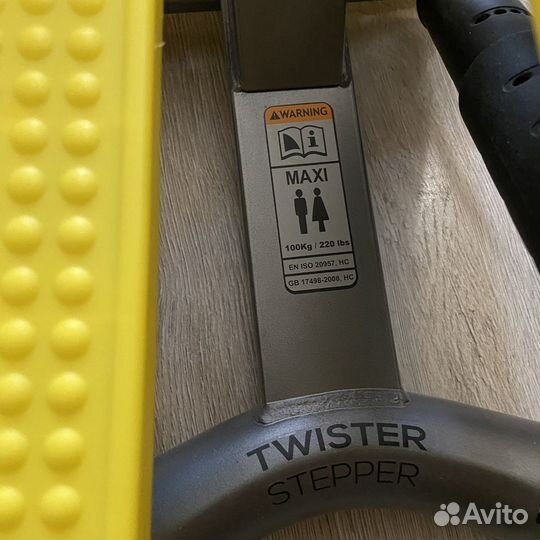 WARNING
MAXI
100Kg / 220 lbs
EN ISO 20957, HC
GB 17498-2008, HC
TWISTER
STEPPER
Avito